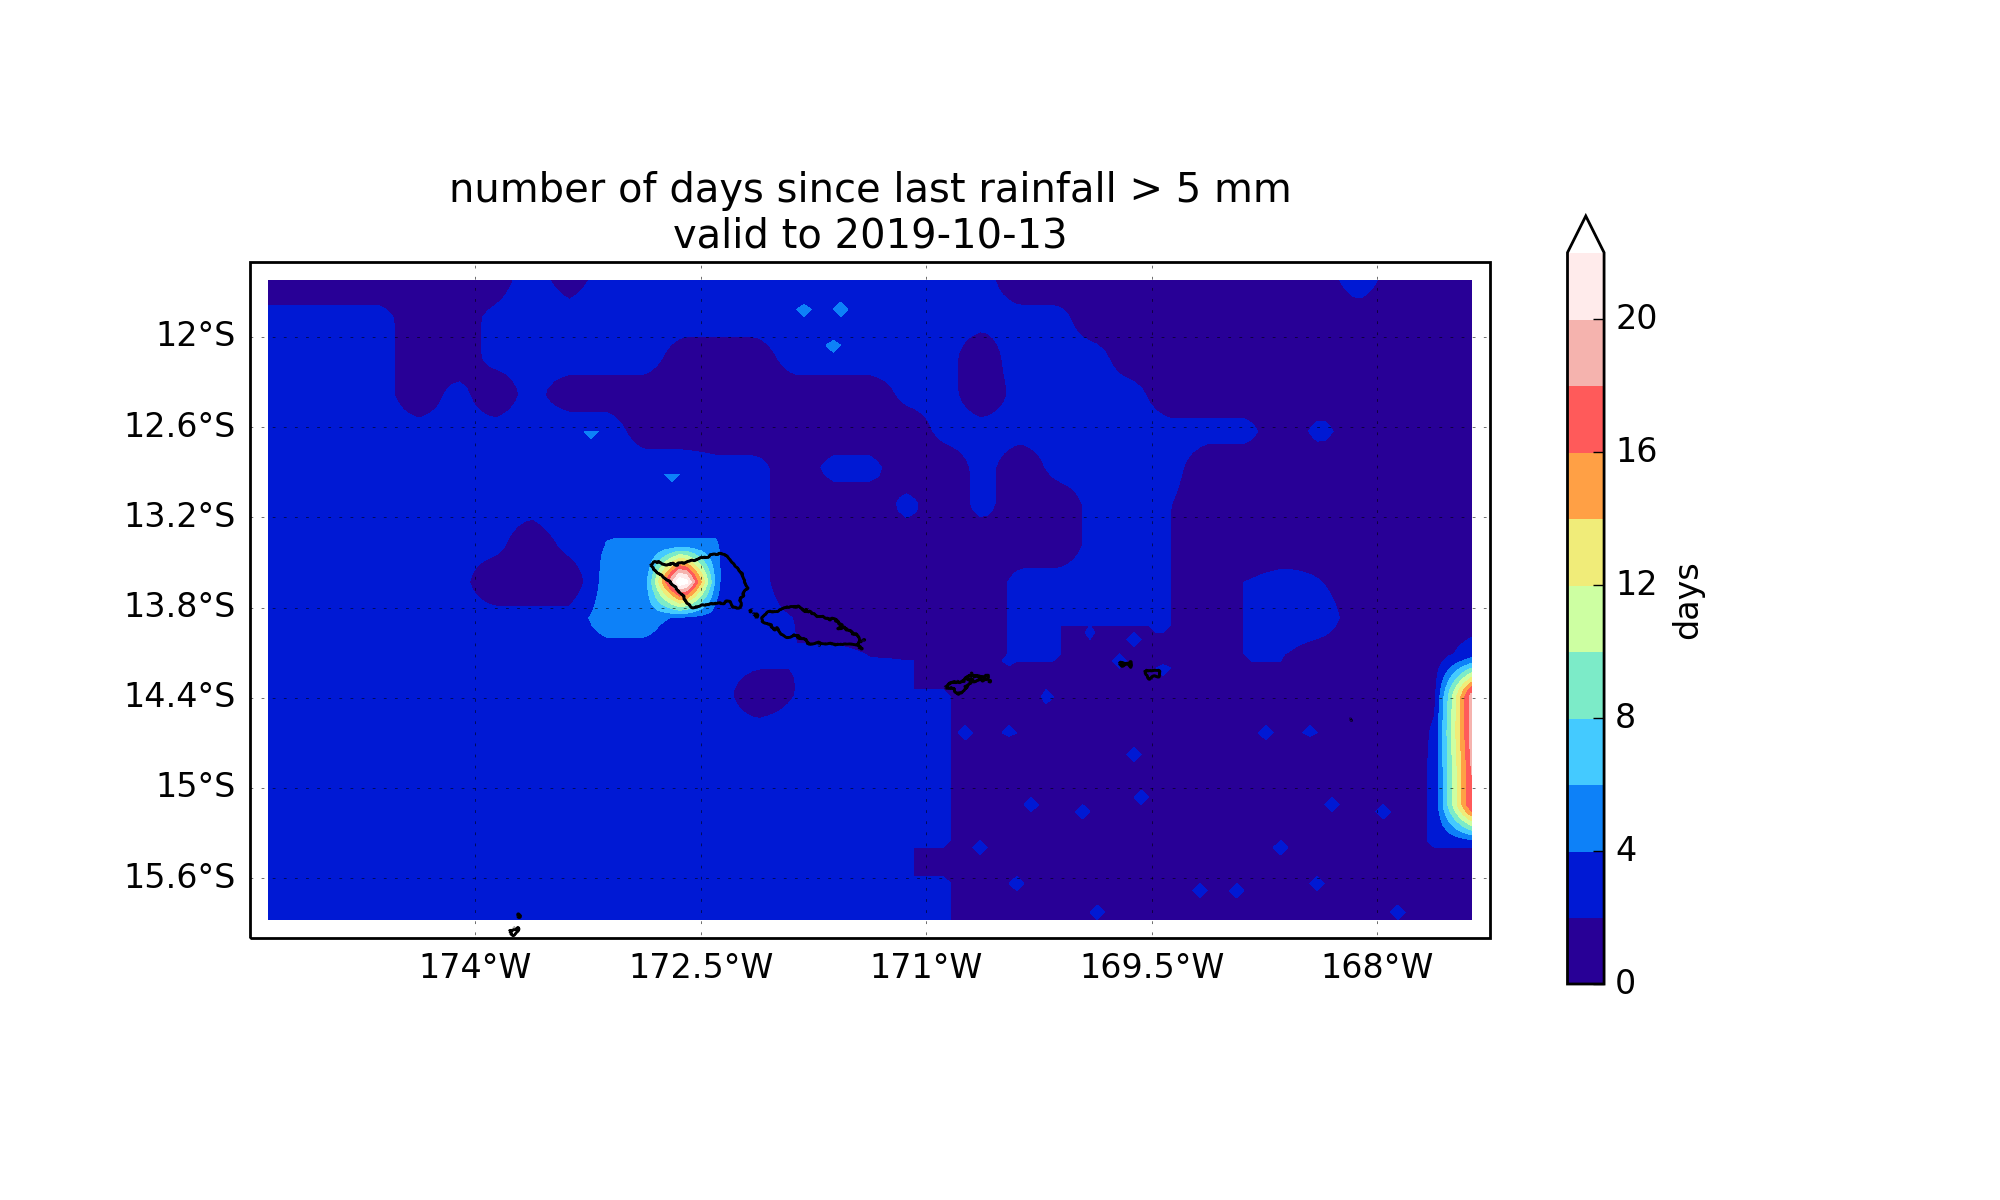 number of days since last rainfall > 5 mm
valid to 2019-10-13
12°S
12.6°S
13.2°S
13.8°S
14.4°S
15°S
15.6°S
174°W
172.5°W
171°W
169.5°W
168°W
20
16
12
8
4
0
days